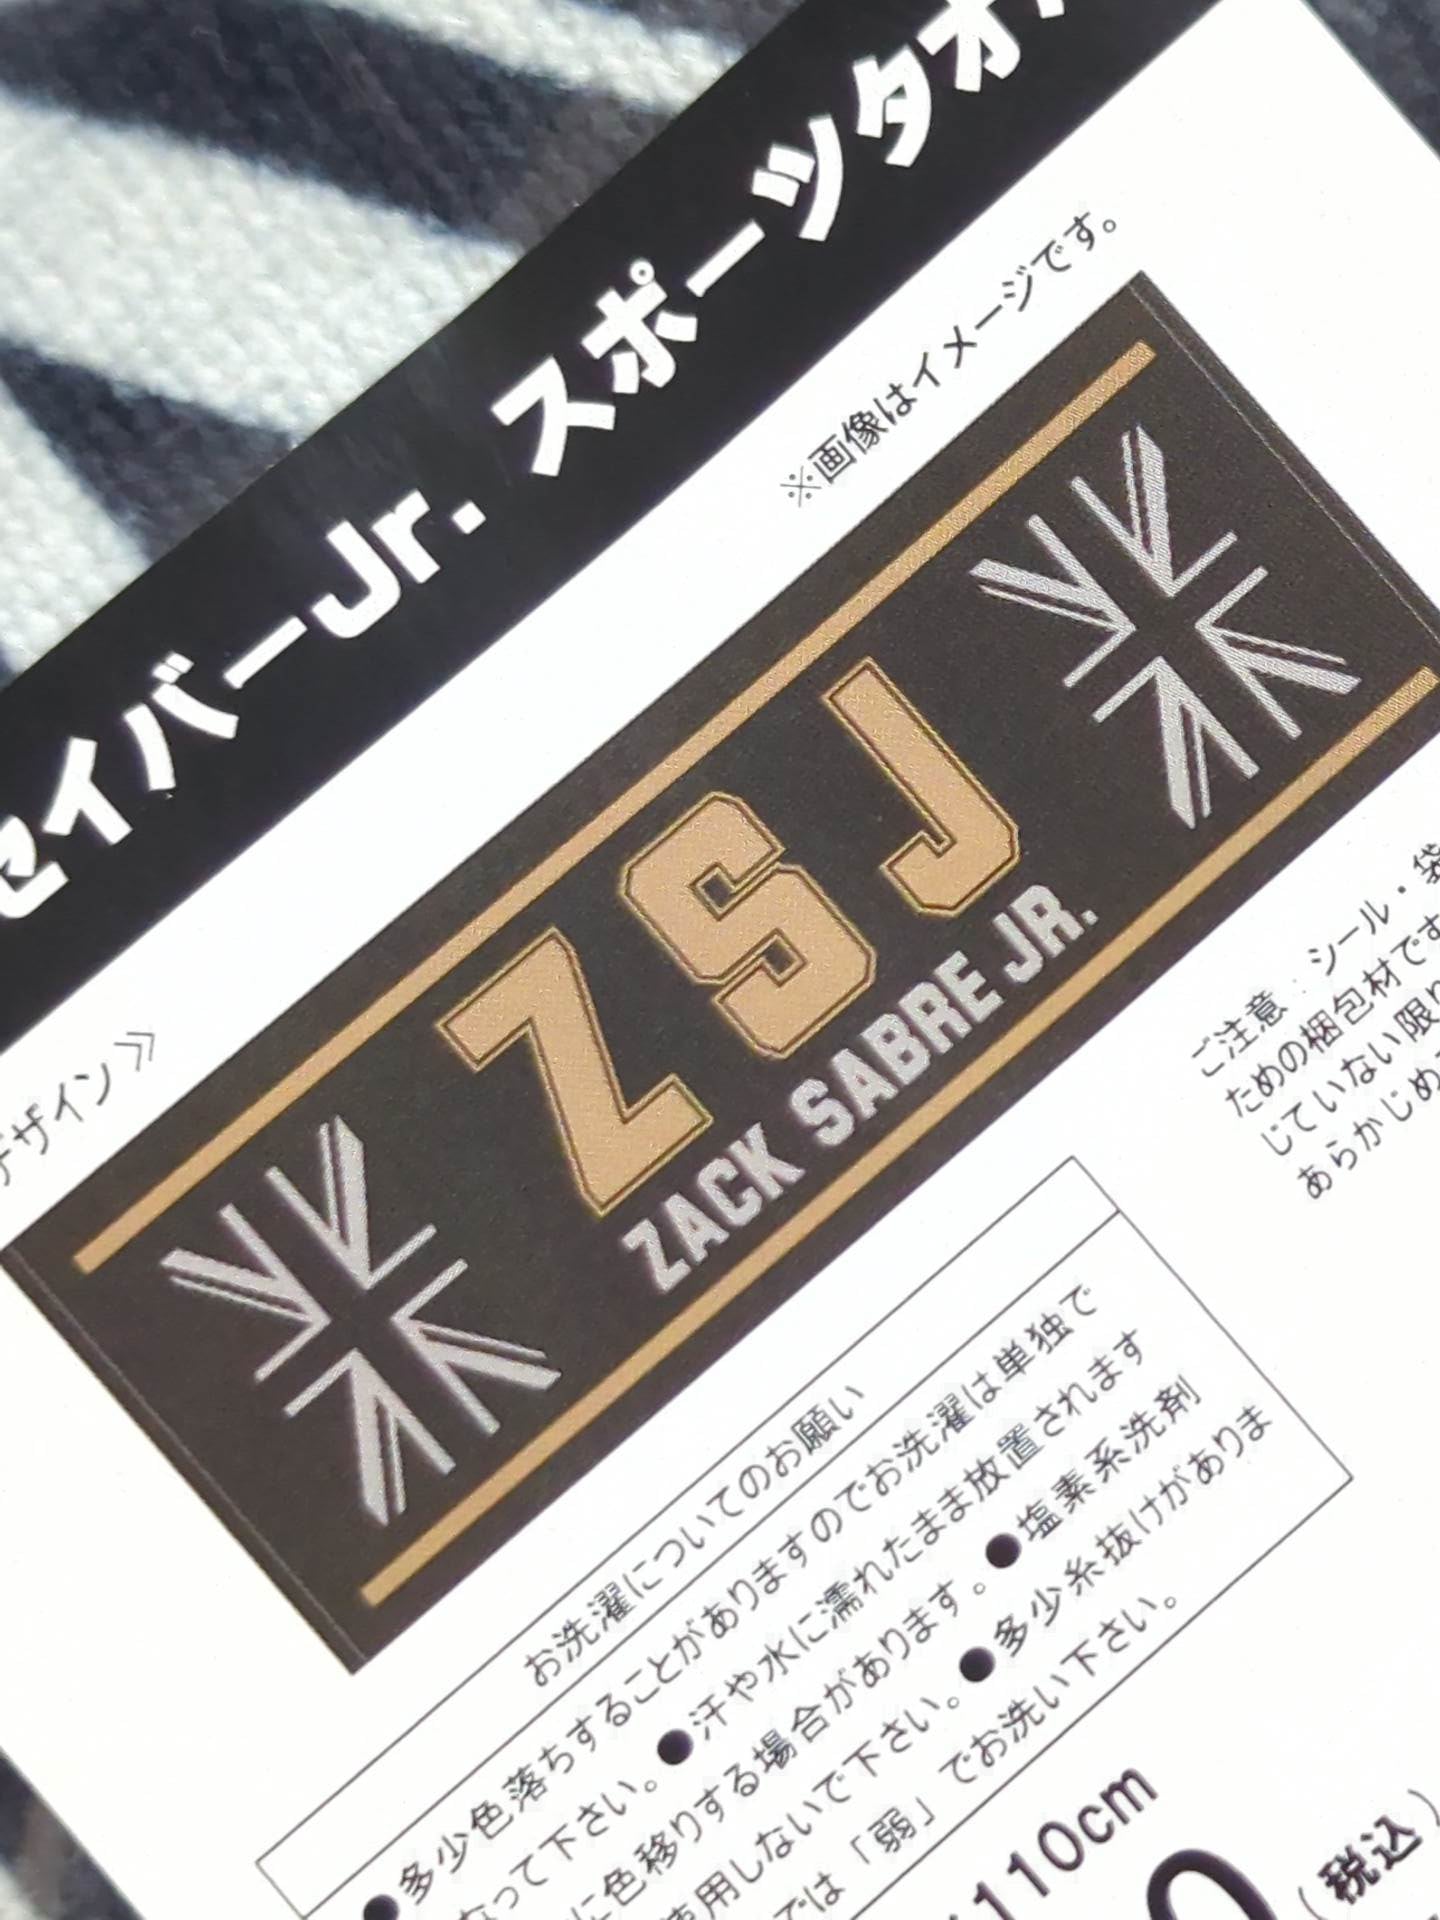 セイバーJr. スポーツタオル
※画像はイメージです。
デザイン》
ZSJ
ZACK SABRE JR.
ご注意:シール・袋
ための梱包材です
じていない限り
あらかじめ
お洗濯についてのお願い
●多少色落ちすることがありますのでお洗濯は単独で
なって下さい。●汗や水に濡れたまま放置されます
に色移りする場合があります。●塩素系洗剤
使用しないで下さい。●多少糸抜けがありま
では「弱」でお洗い下さい。
110cm
0(税込)